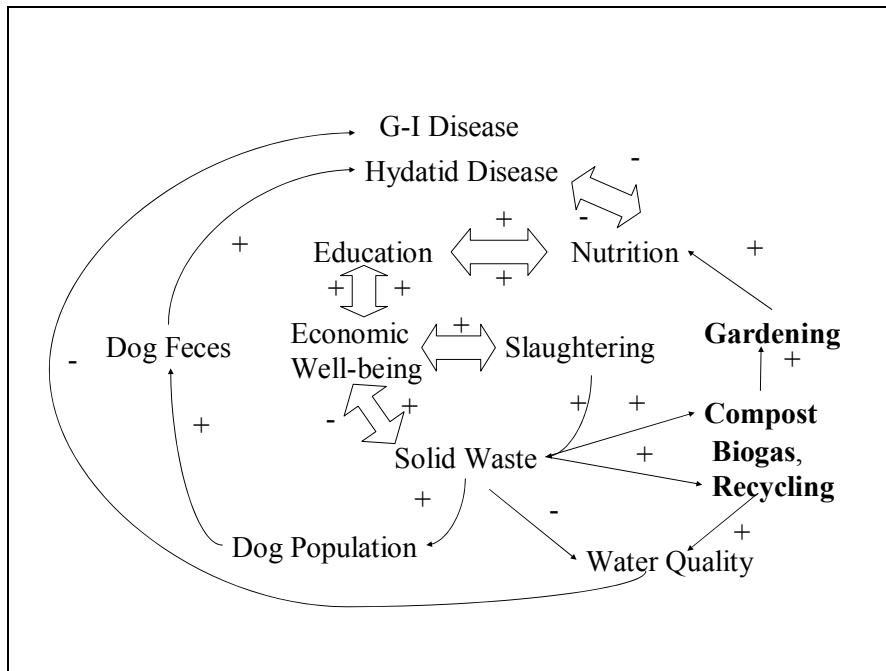 G-I Disease
Hydatid Disease
-
-
+
+
+
+
Education
Nutrition
+
+
Economic
Well-being
+
Slaughtering
Gardening
+
Dog Feces
-
+
+
Compost
Biogas,
Recycling
+
-
+
+
Solid Waste
+
+
-
Dog Population
Water Quality
+